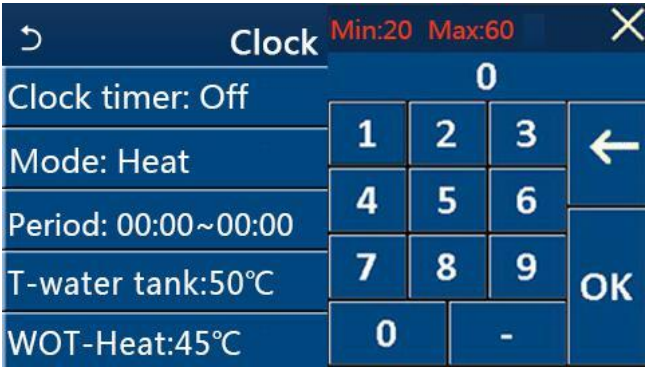 Clock
Clock timer: Off
Mode: Heat
Period: 00:00~00:00
T-water tank:50℃
WOT-Heat:45℃
Min:20 Max:60
0
1 2 3
4 5 6
7 8 9
OK
0 -